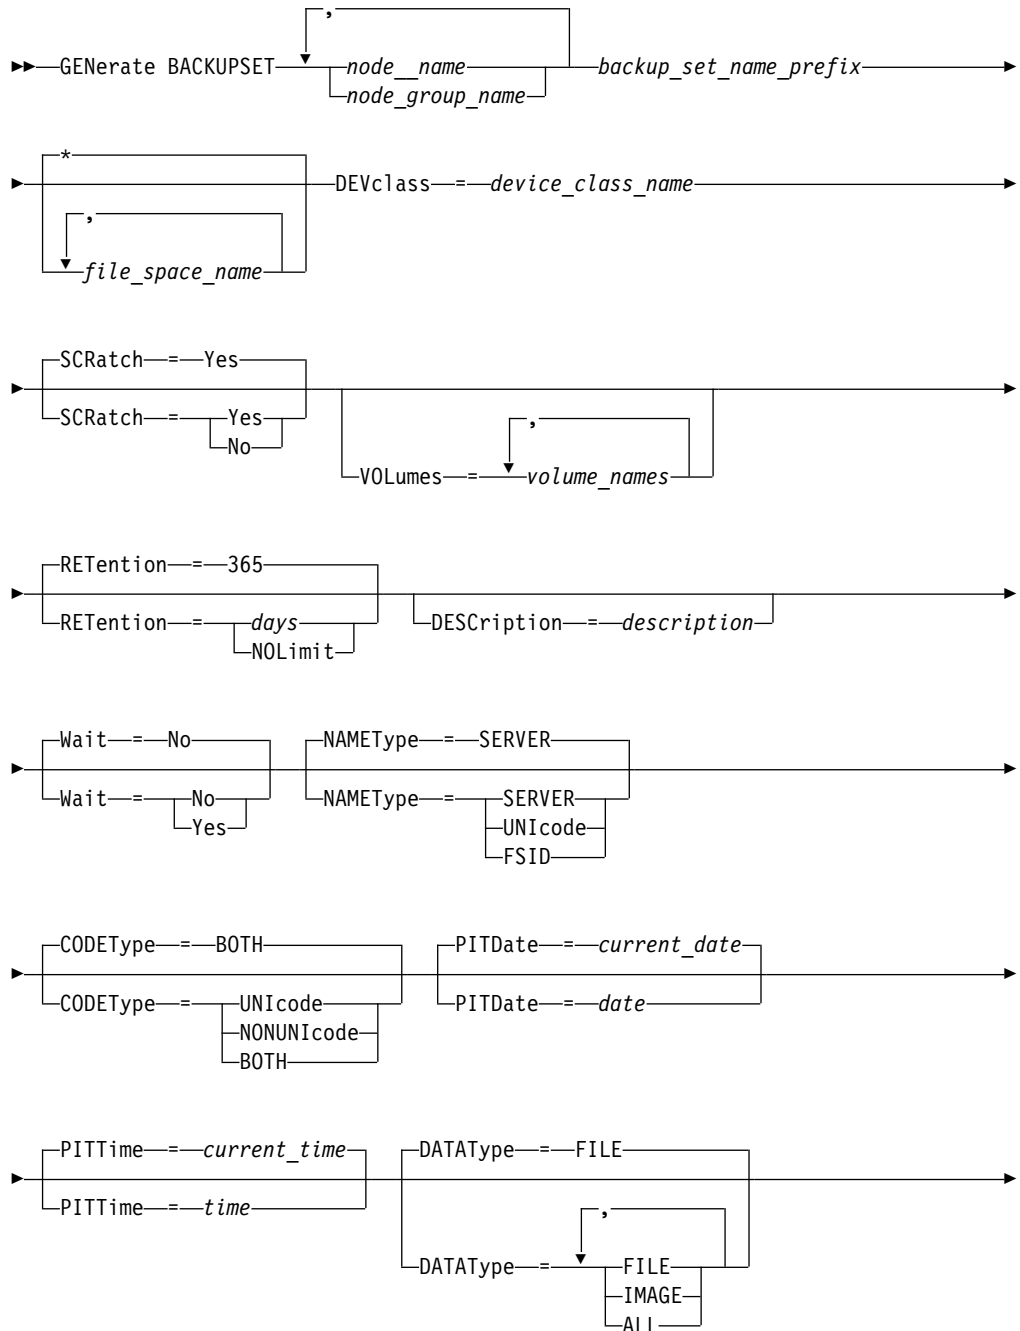 ,
GENerate BACKUPSET node__name backup_set_name_prefix
node_group_name
*
DEVclass = device_class_name
,
file_space_name
SCRatch = Yes
SCRatch = Yes
No
,
VOLumes = volume_names
RETention = 365
RETention = days
NOLimit
DESCription = description
Wait = No
Wait = No
Yes
NAMEType = SERVER
NAMEType = SERVER
UNIcode
FSID
CODEType = BOTH
CODEType = UNIcode
NONUNIcode
BOTH
PITDate = current_date
PITDate = date
PITTime = current_time
PITTime = time
DATAType = FILE
,
DATAType = FILE
IMAGE
ALL